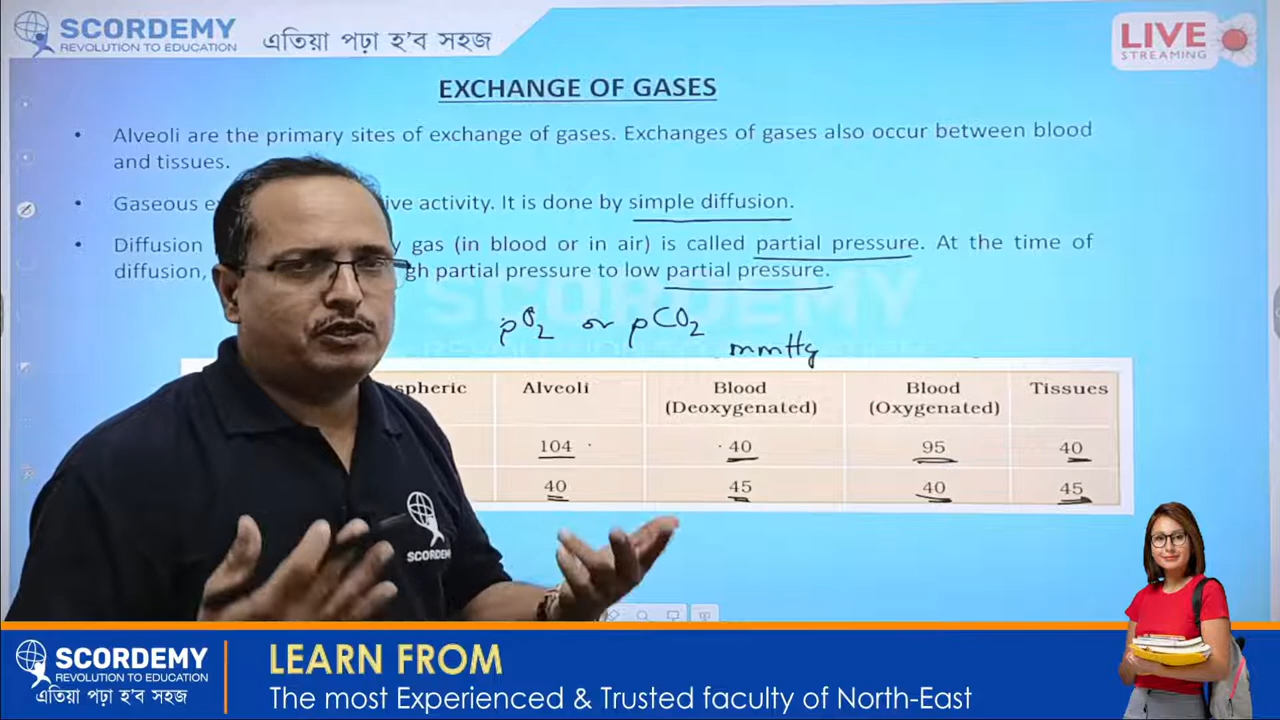 SCORDEMY
REVOLUTION TO EDUCATION
এতিয়া পঢ়া হ'ব সহজ
LIVE
STREAMING
EXCHANGE OF GASES
• Alveoli are the primary sites of exchange of gases. Exchanges of gases also occur between blood
and tissues.
• Gaseous ive activity. It is done by simple diffusion.
• Diffusion gas (in blood or in air) is called partial pressure. At the time of
diffusion, gh partial pressure to low partial pressure.
SCORDEMY
pO₂ or pCO₂
mmHg
spheric Alveoli Blood Blood Tissues
(Deoxygenated) (Oxygenated)
104 40 95 40
40 45 40 45
SCORDEMY
SCORDEMY
REVOLUTION TO EDUCATION
এতিয়া পঢ়া হ'ব সহজ
LEARN FROM
The most Experienced & Trusted faculty of North-East